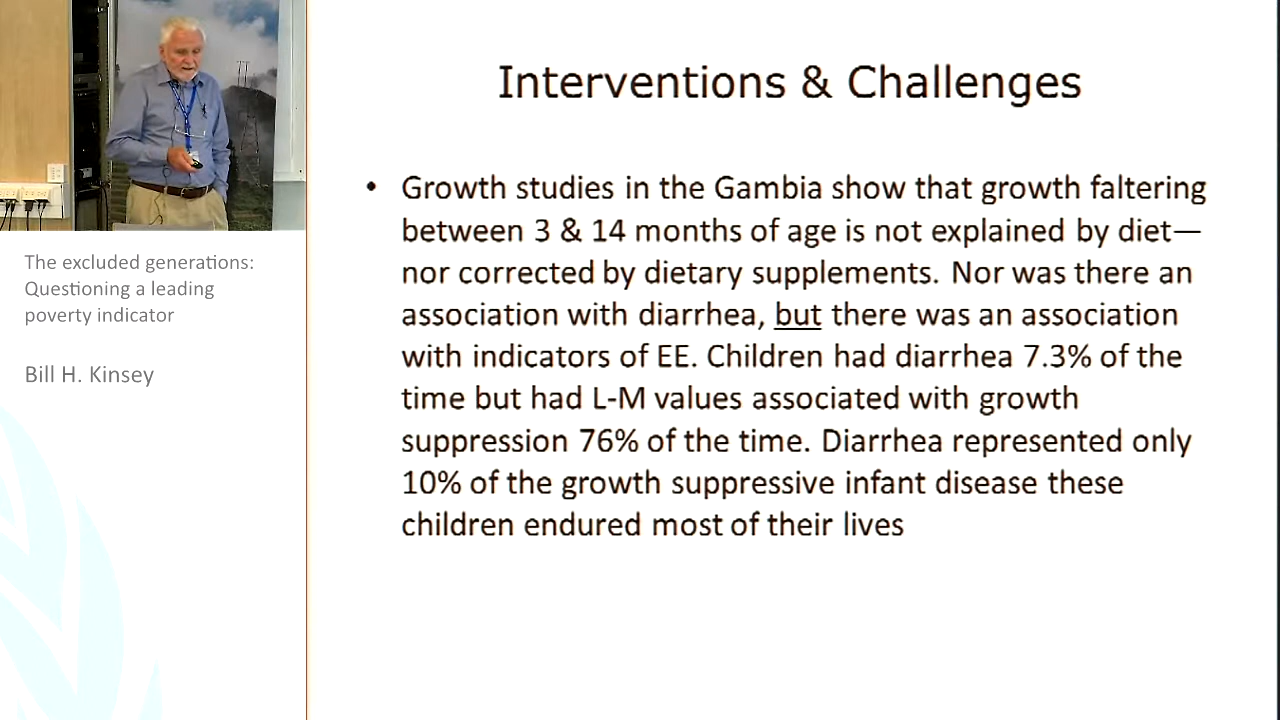 Interventions & Challenges
• Growth studies in the Gambia show that growth faltering
between 3 & 14 months of age is not explained by diet—
nor corrected by dietary supplements. Nor was there an
association with diarrhea, but there was an association
with indicators of EE. Children had diarrhea 7.3% of the
time but had L-M values associated with growth
suppression 76% of the time. Diarrhea represented only
10% of the growth suppressive infant disease these
children endured most of their lives
The excluded generations:
Questioning a leading
poverty indicator
Bill H. Kinsey